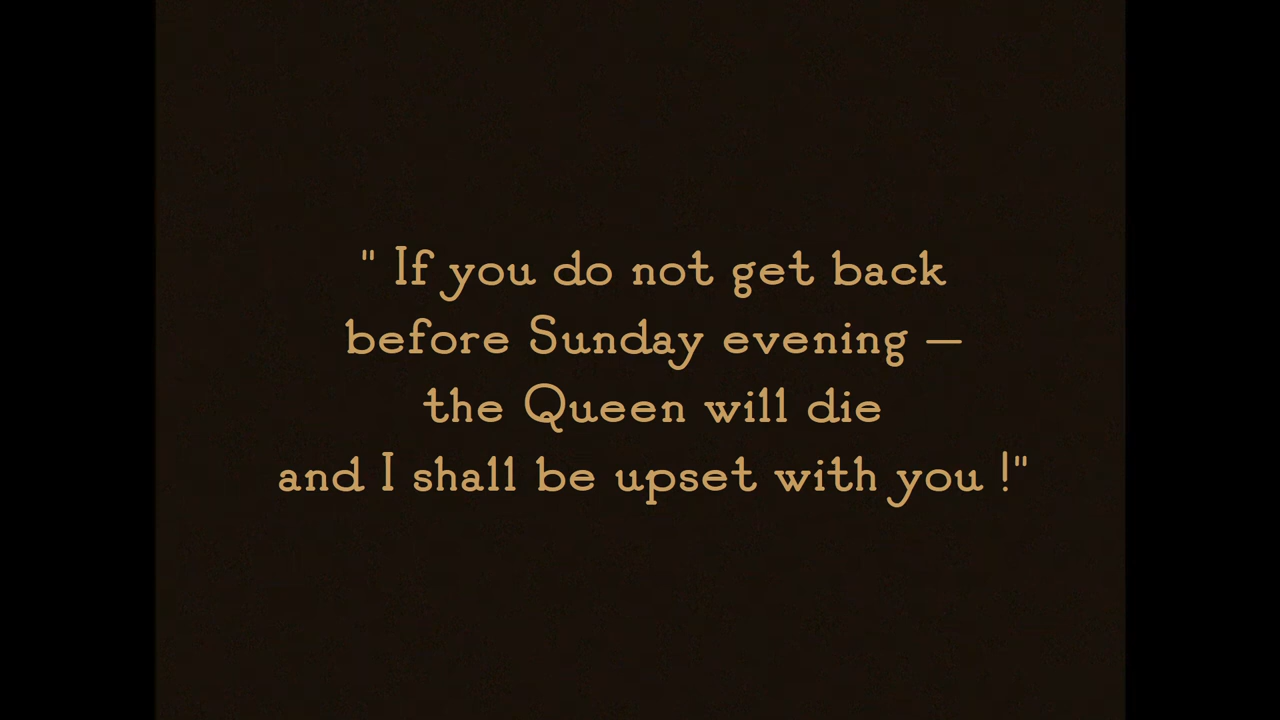 " If you do not get back
before Sunday evening —
the Queen will die
and I shall be upset with you !"